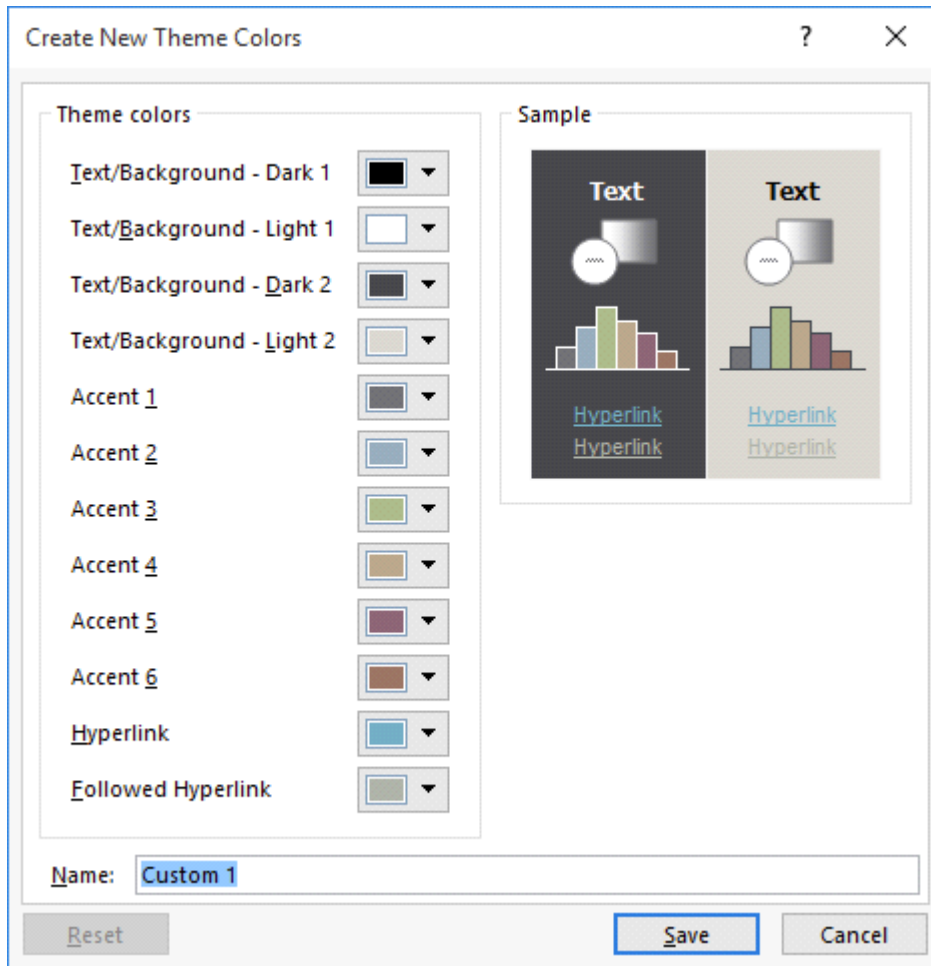 Create New Theme Colors ?
Theme colors
Text/Background - Dark 1
Text/Background - Light 1
Text/Background - Dark 2
Text/Background - Light 2
Accent 1
Accent 2
Accent 3
Accent 4
Accent 5
Accent 6
Hyperlink
Followed Hyperlink
Sample
Text Text
Hyperlink Hyperlink
Hyperlink Hyperlink
Name: Custom 1
Reset Save Cancel